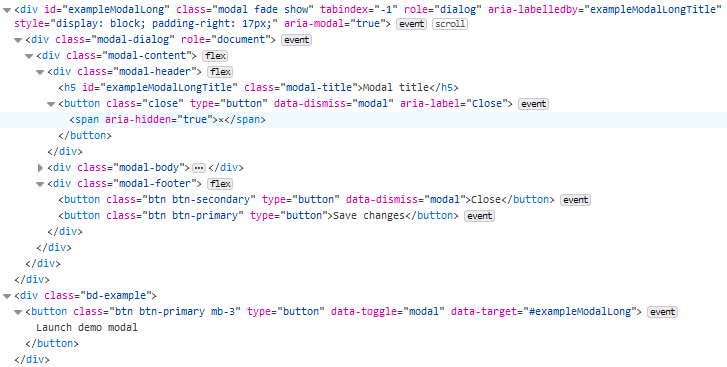 <div id="exampleModalLong" class="modal fade show" tabindex="-1" role="dialog" aria-labelledby="exampleModalLongTitle"
style="display: block; padding-right: 17px;" aria-modal="true"> event scroll
<div class="modal-dialog" role="document"> event
<div class="modal-content"> flex
<div class="modal-header"> flex
<h5 id="exampleModalLongTitle" class="modal-title">Modal title</h5>
<button class="close" type="button" data-dismiss="modal" aria-label="Close"> event
<span aria-hidden="true">×</span>
</button>
</div>
<div class="modal-body"> ••• </div>
<div class="modal-footer"> flex
<button class="btn btn-secondary" type="button" data-dismiss="modal">Close</button> event
<button class="btn btn-primary" type="button">Save changes</button> event
</div>
</div>
</div>
</div>
<div class="bd-example">
<button class="btn btn-primary mb-3" type="button" data-toggle="modal" data-target="#exampleModalLong"> event
Launch demo modal
</button>
</div>